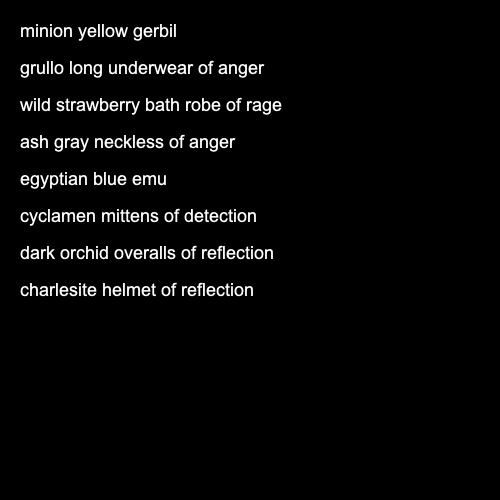 minion yellow gerbil
grullo long underwear of anger
wild strawberry bath robe of rage
ash gray neckless of anger
egyptian blue emu
cyclamen mittens of detection
dark orchid overalls of reflection
charlesite helmet of reflection